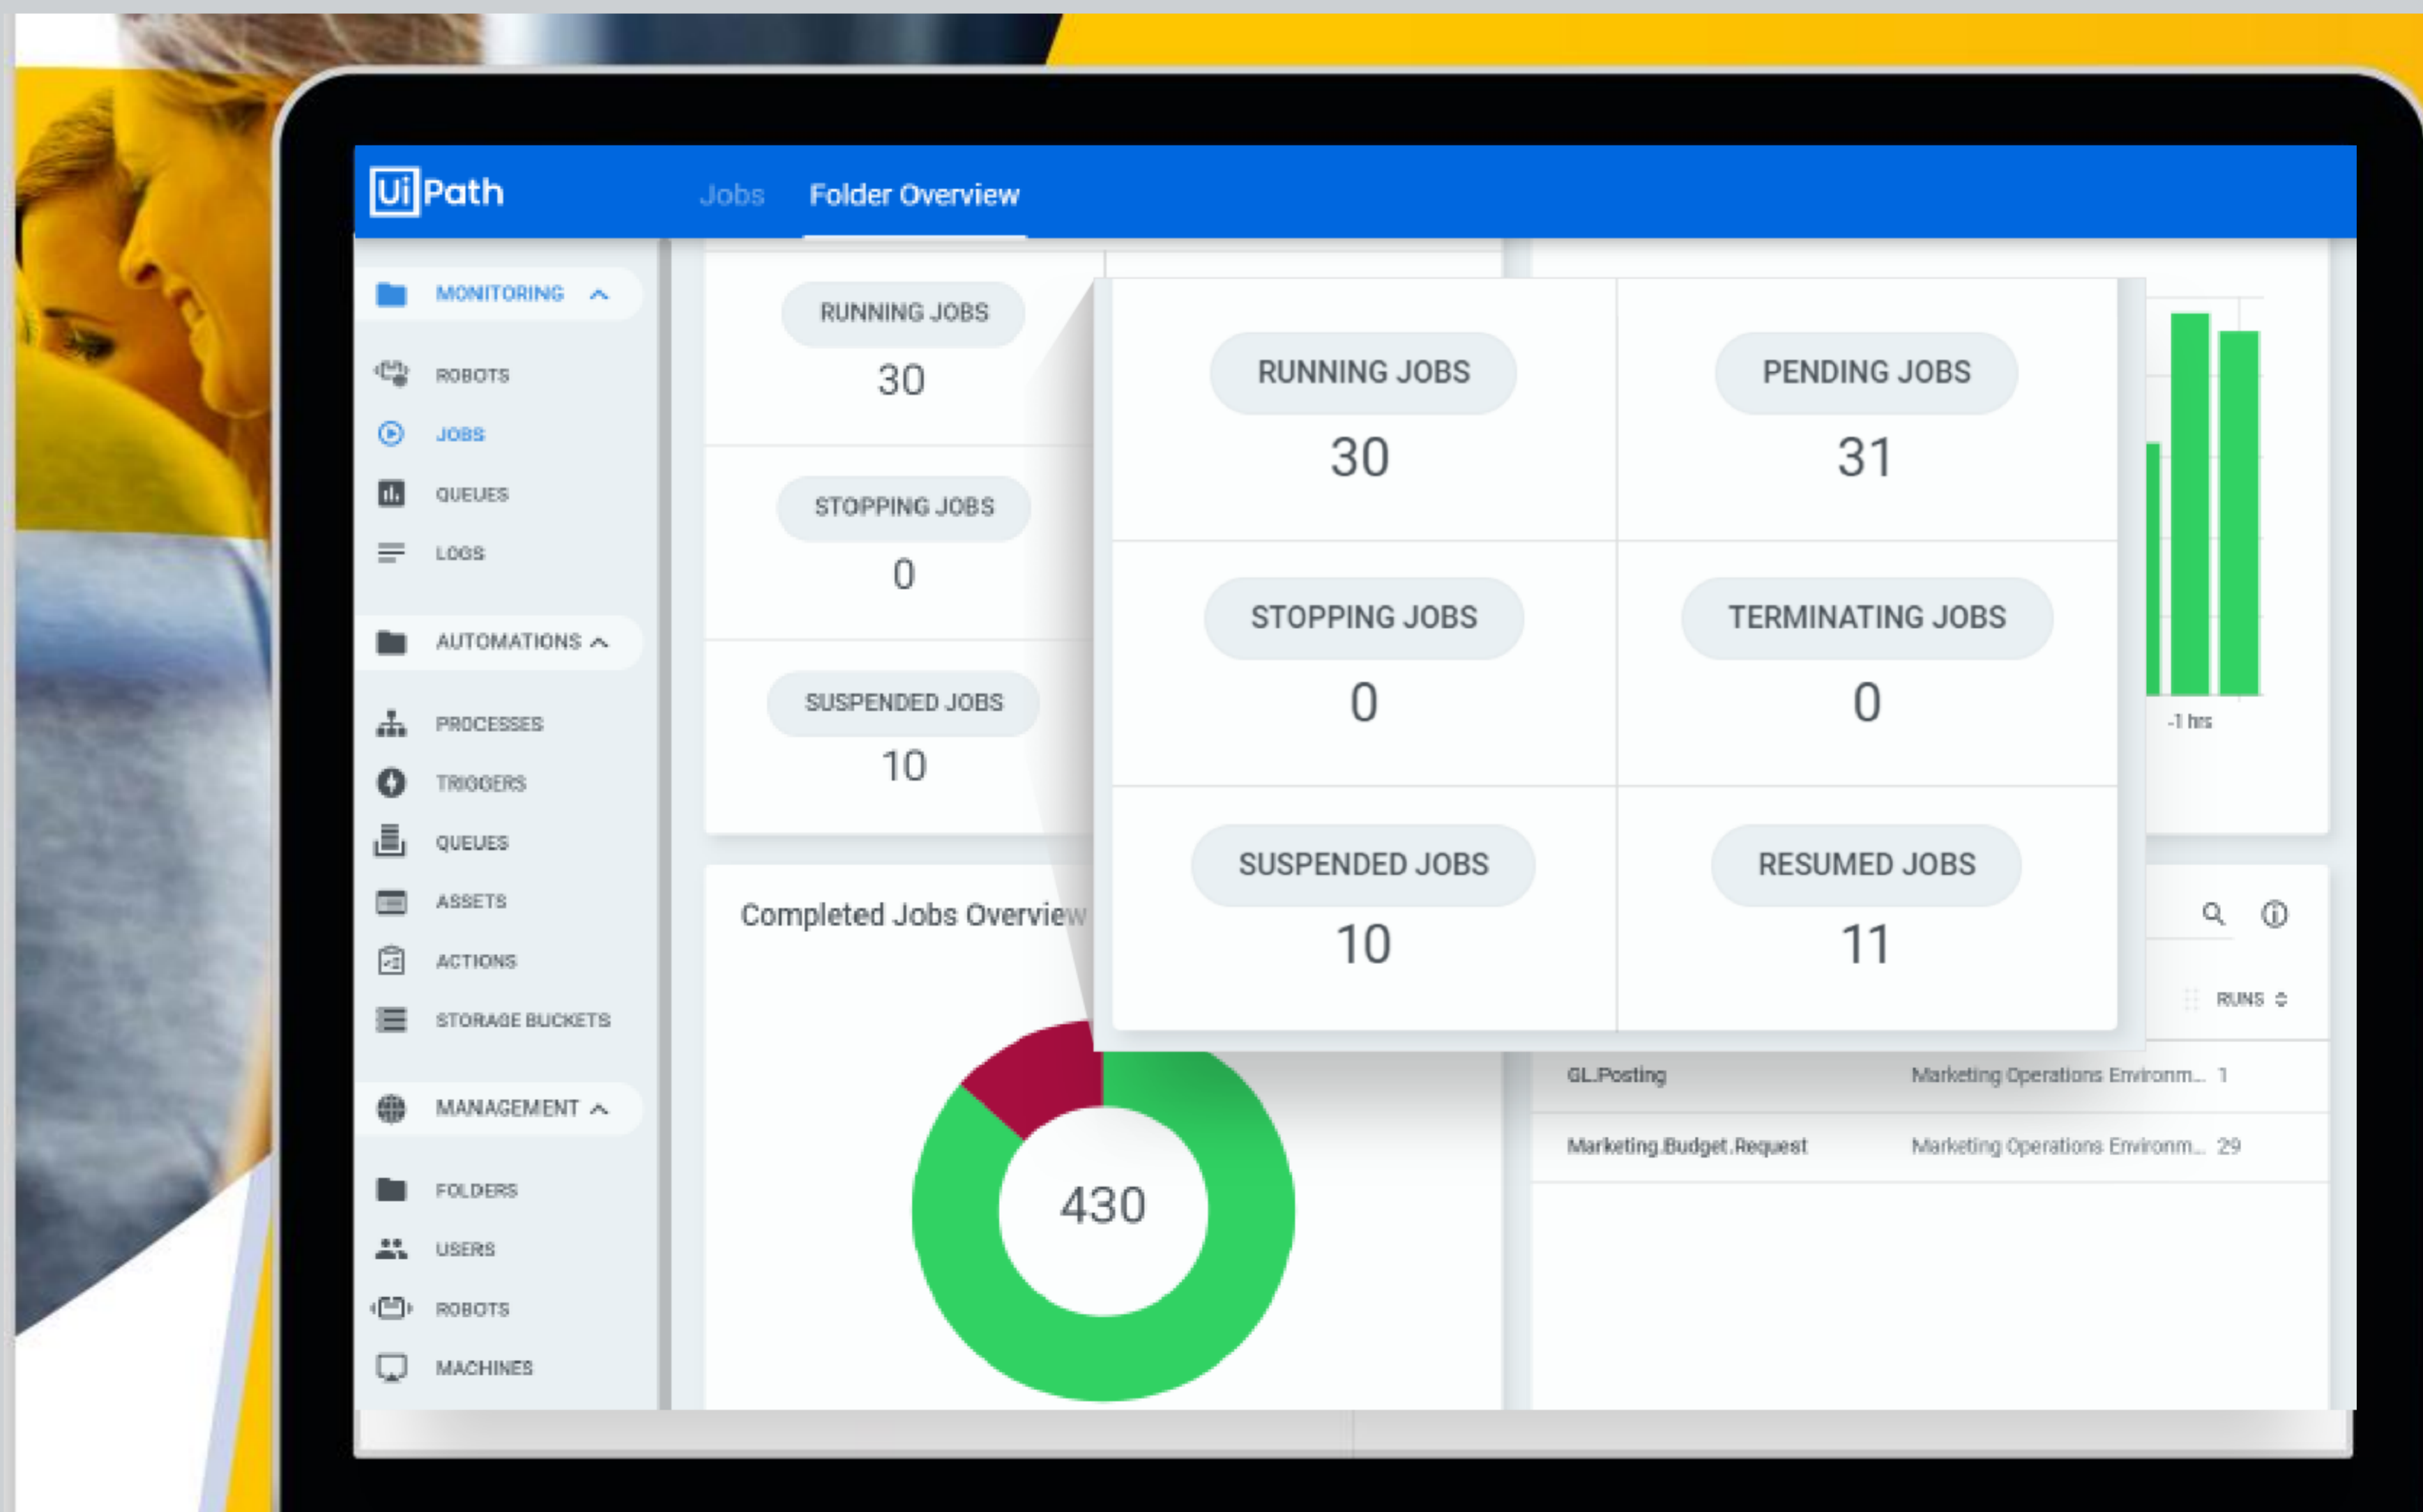 UiPath
Jobs
Folder Overview
MONITORING
ROBOTS
JOBS
QUEUES
LOGS
AUTOMATIONS
PROCESSES
TRIGGERS
QUEUES
ASSETS
ACTIONS
STORAGE BUCKETS
MANAGEMENT
FOLDERS
USERS
ROBOTS
MACHINES
RUNNING JOBS
30
STOPPING JOBS
0
SUSPENDED JOBS
10
RUNNING JOBS
30
PENDING JOBS
31
STOPPING JOBS
0
TERMINATING JOBS
0
SUSPENDED JOBS
10
RESUMED JOBS
11
-1 hrs
Completed Jobs Overview
430
RUNS
GL.Posting Marketing Operations Environm... 1
Marketing.Budget.Request Marketing Operations Environm... 29